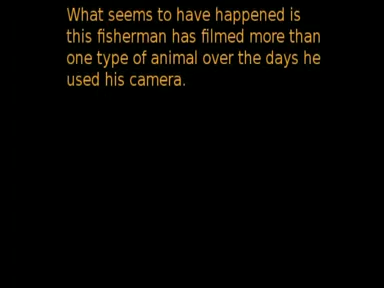 What seems to have happened is
this fisherman has filmed more than
one type of animal over the days he
used his camera.